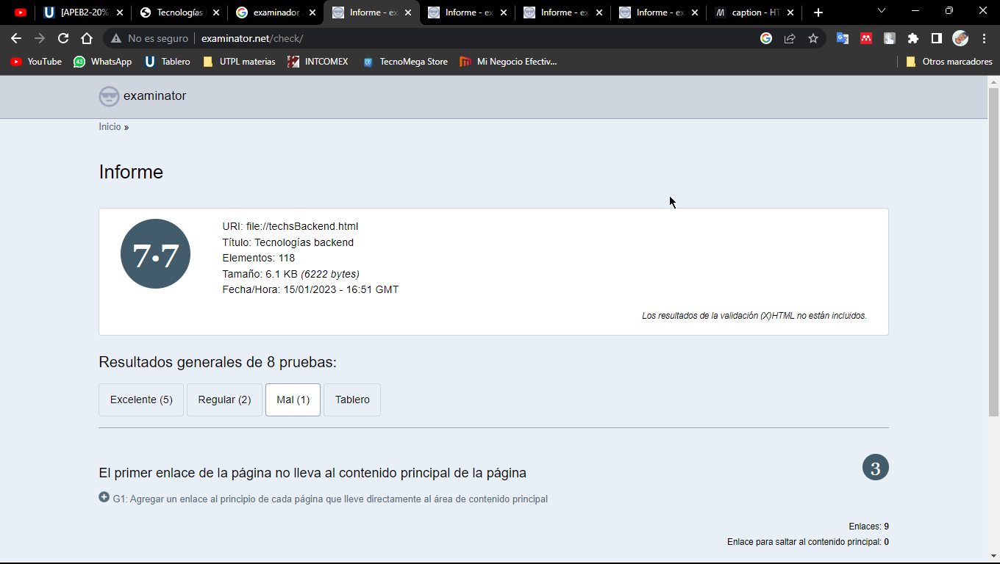 [APEB2-20%
Tecnologías
examinador
Informe - ex
Informe - ex
Informe - ex
Informe - ex
caption - HT
No es seguro
examinator.net/check/
YouTube
43
WhatsApp
Tablero
UTPL materias
INTCOMEX
TecnoMega Store
Mi Negocio Efectiv...
Otros marcadores
examinator
Inicio »
Informe
7.7
URI: file://techsBackend.html
Título: Tecnologías backend
Elementos: 118
Tamaño: 6.1 KB (6222 bytes)
Fecha/Hora: 15/01/2023 - 16:51 GMT
Los resultados de la validación (X)HTML no están incluidos.
Resultados generales de 8 pruebas:
Excelente (5)
Regular (2)
Mal (1)
Tablero
El primer enlace de la página no lleva al contenido principal de la página
3
G1: Agregar un enlace al principio de cada página que lleve directamente al área de contenido principal
Enlaces: 9
Enlace para saltar al contenido principal: 0